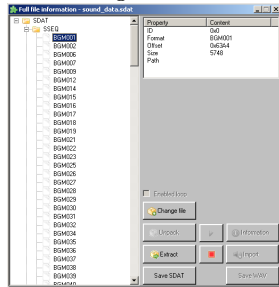 Full file information - sound_data.sdat
SDAT
SSEQ
BGM001
BGM002
BGM006
BGM007
BGM009
BGM012
BGM014
BGM015
BGM016
BGM017
BGM018
BGM019
BGM021
BGM022
BGM023
BGM025
BGM026
BGM027
BGM028
BGM029
BGM030
BGM031
BGM032
BGM034
BGM035
BGM036
BGM037
BGM038
BGM039
BGM040
Property Content
ID 0x0
Format BGM001
Offset 0x63A4
Size 5748
Path
Enabled loop
Change file
Unpack Information
Extract Import
Save SDAT Save WAV